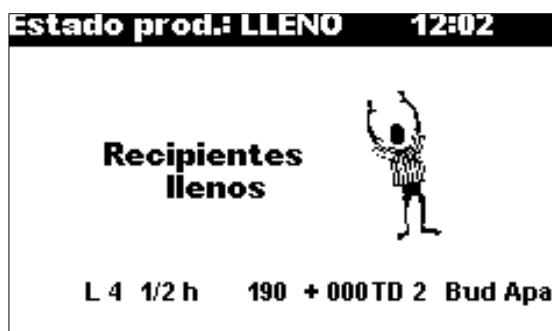 Estado prod.: LLENO 12:02
Recipientes
llenos
L 4 1/2 h 190 + 000 TD 2 Bud Apa